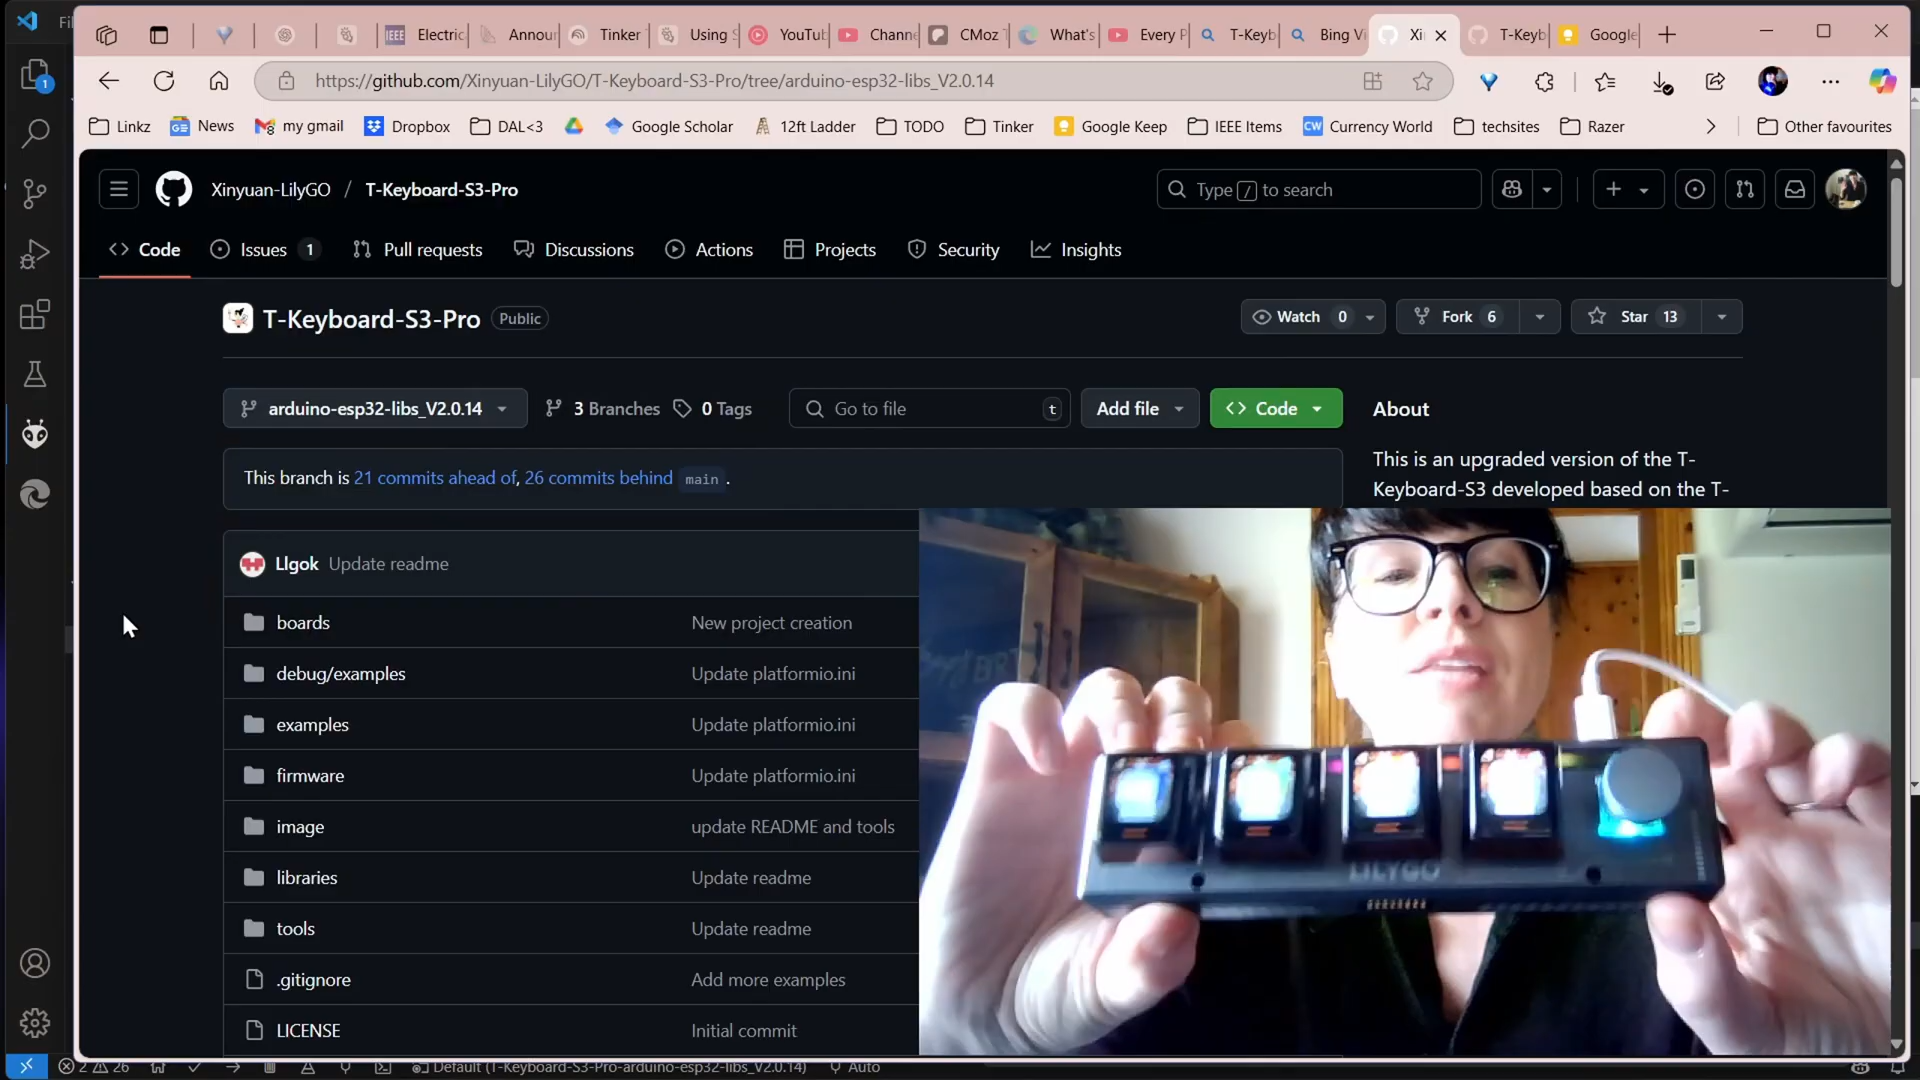 Fil
Electric
Announ
Tinker
Using S
YouTub
Channe
CMoz T
What's
Every P
T-Keyb
Bing Vi
Xi
T-Keyb
Google
https://github.com/Xinyuan-LilyGO/T-Keyboard-S3-Pro/tree/arduino-esp32-libs_V2.0.14
Linkz
News
my gmail
Dropbox
DAL<3
Google Scholar
12ft Ladder
TODO
Tinker
Google Keep
IEEE Items
CW Currency World
techsites
Razer
Other favourites
1
Xinyuan-LilyGO / T-Keyboard-S3-Pro
Type / to search
Code
Issues 1
Pull requests
Discussions
Actions
Projects
Security
Insights
T-Keyboard-S3-Pro Public
Watch 0
Fork 6
Star 13
arduino-esp32-libs_V2.0.14
3 Branches
0 Tags
Go to file t
Add file
Code
About
This branch is 21 commits ahead of, 26 commits behind main .
This is an upgraded version of the T-
Keyboard-S3 developed based on the T-
Llgok Update readme
boards New project creation
debug/examples Update platformio.ini
examples Update platformio.ini
firmware Update platformio.ini
image update README and tools
libraries Update readme
tools Update readme
.gitignore Add more examples
LICENSE Initial commit
LILYGO
2 26
Default (T-Keyboard-S3-Pro-arduino-esp32-libs_V2.0.14)
Auto